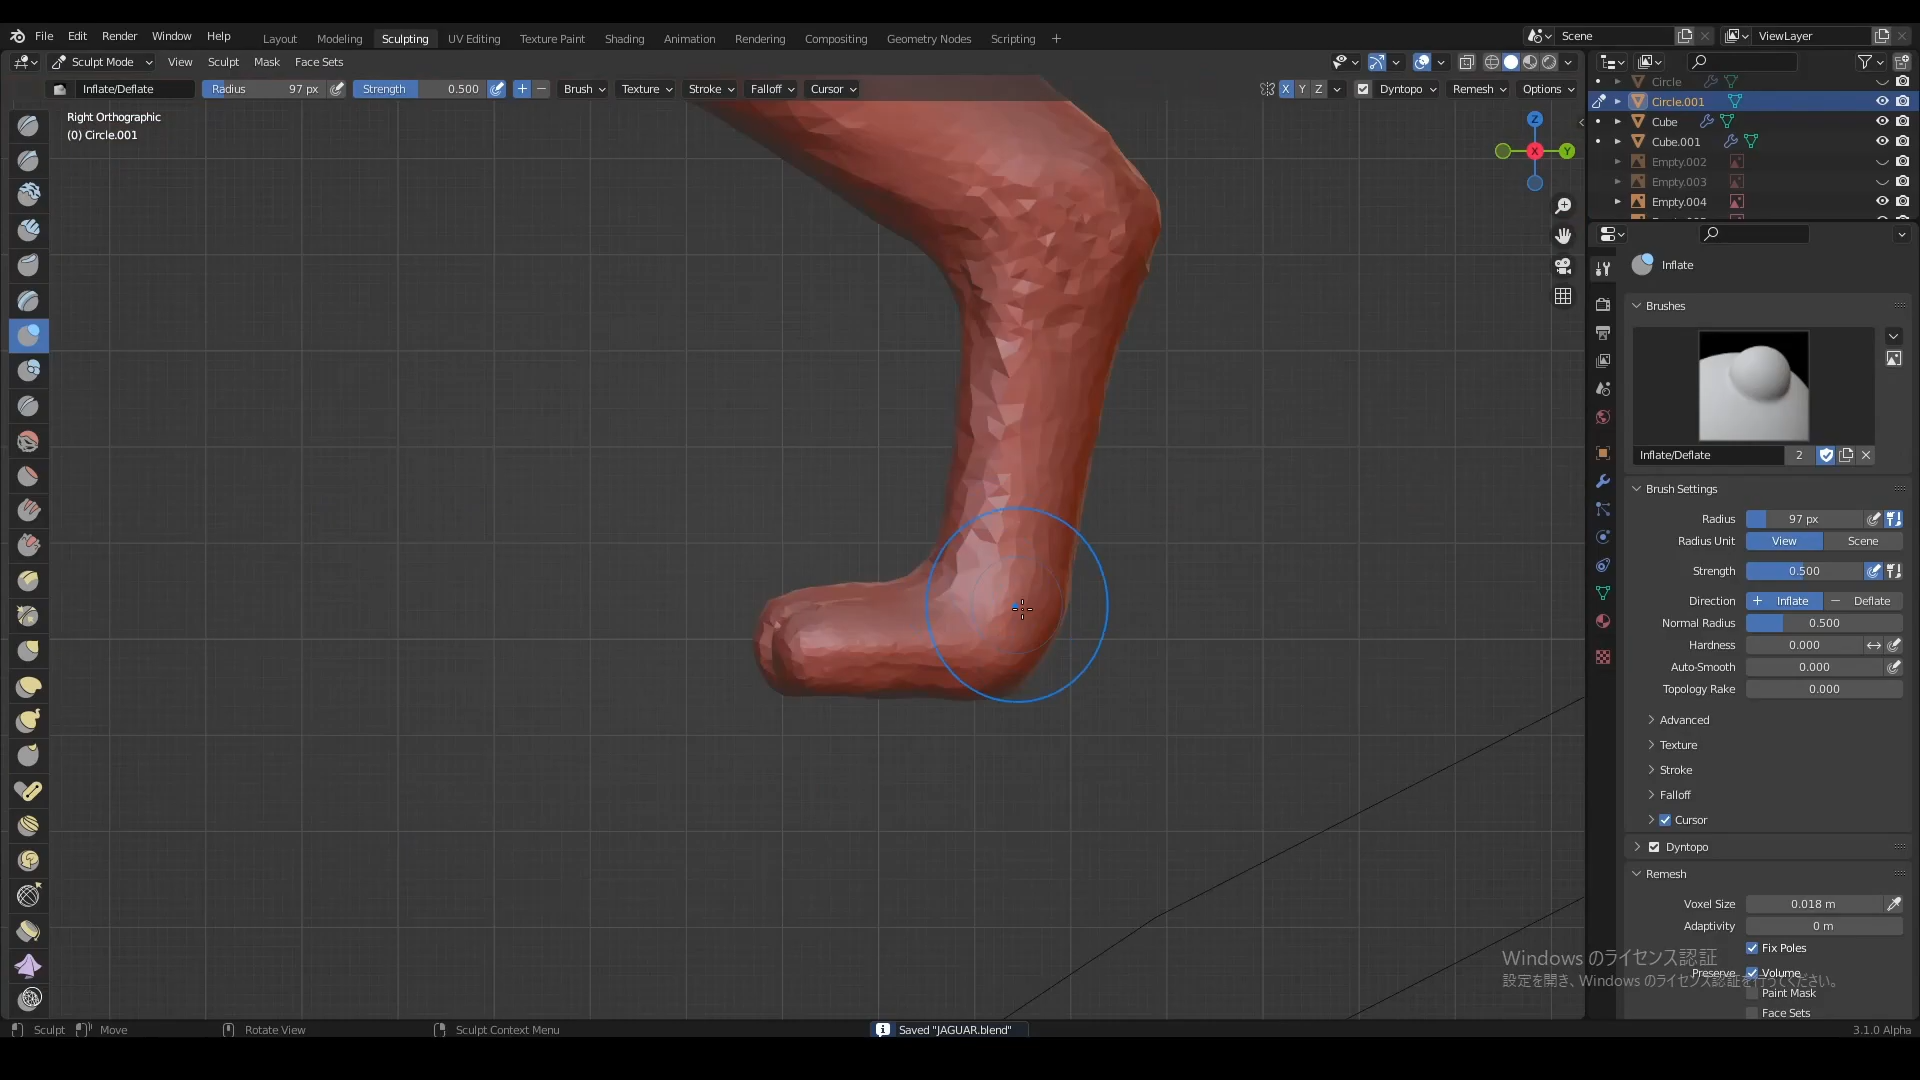 File Edit Render Window Help
Layout Modeling Sculpting UV Editing Texture Paint Shading Animation Rendering Compositing Geometry Nodes Scripting +
Scene
ViewLayer
Sculpt Mode View Sculpt Mask Face Sets
Inflate/Deflate
Radius 97 px
Strength 0.500
Brush Texture Stroke Falloff Cursor
X Y Z
Dyntopo Remesh Options
Right Orthographic
(0) Circle.001
Z
X
Y
Circle
Circle.001
Cube
Cube.001
Empty.002
Empty.003
Empty.004
Inflate
Brushes
Inflate/Deflate 2
Brush Settings
Radius 97 px
Radius Unit View Scene
Strength 0.500
Direction + Inflate − Deflate
Normal Radius 0.500
Hardness 0.000
Auto-Smooth 0.000
Topology Rake 0.000
Advanced
Texture
Stroke
Falloff
Cursor
Dyntopo
Remesh
Voxel Size 0.018 m
Adaptivity 0 m
Fix Poles
Preserve Volume
Paint Mask
Face Sets
Windows のライセンス認証
設定を開き、Windows のライセンス認証を行ってください。
Sculpt Move Rotate View Sculpt Context Menu
Saved "JAGUAR.blend"
3.1.0 Alpha